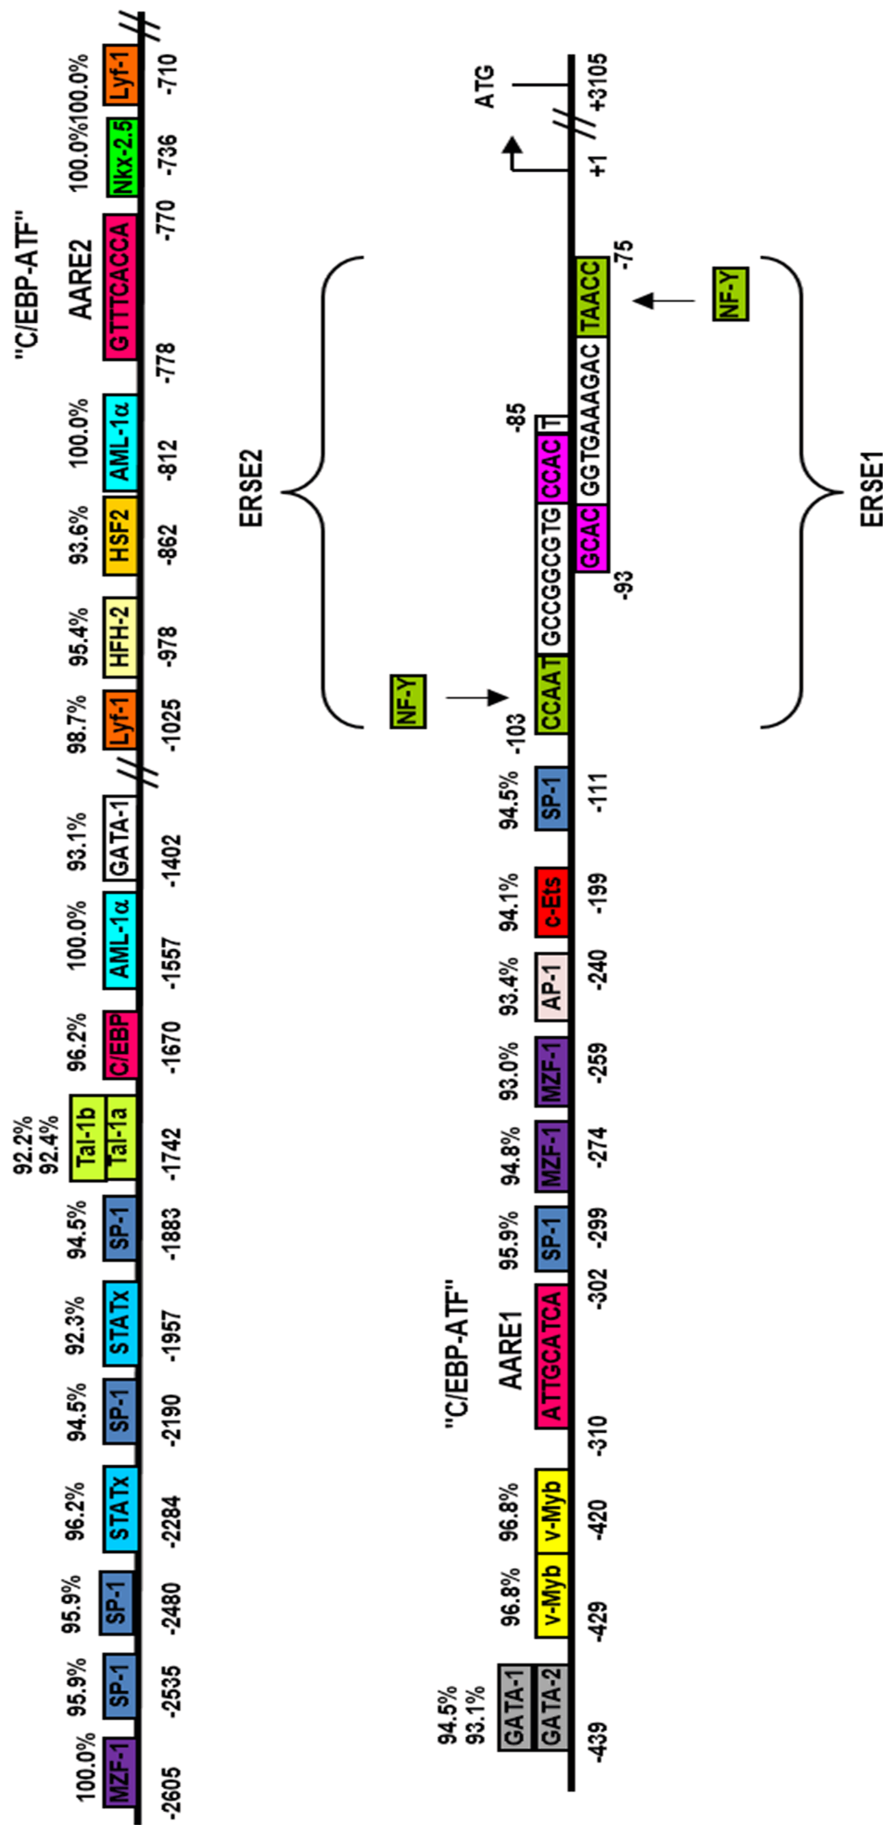 "C/EBP-ATF"
92.2%
92.4%
100.0% 95.9% 95.9% 96.2% 94.5% 92.3% 94.5% Tal-1b 96.2% 100.0% 93.1% 98.7% 95.4% 93.6% 100.0% AARE2 100.0% 100.0%
MZF-1 SP-1 SP-1 STATx SP-1 STATx SP-1 Tal-1a C/EBP AML-1α GATA-1 Lyf-1 HFH-2 HSF2 AML-1α GTTTCACCA Nkx-2.5 Lyf-1
-2605 -2535 -2480 -2284 -2190 -1957 -1883 -1742 -1670 -1557 -1402 -1025 -978 -862 -812 -778 -770 -736 -710
ERSE2
NF-Y
"C/EBP-ATF"
94.5%
93.1%
ATG
GATA-1 96.8% 96.8% AARE1 95.9% 94.8% 93.0% 93.4% 94.1% 94.5% -103 -85
GATA-2 v-Myb v-Myb ATTGCATCA SP-1 MZF-1 MZF-1 AP-1 c-Ets SP-1 CCAAT GCCGGCGTG CCAC T
GCAC GGTGAAAGAC TAACC
-439 -429 -420 -310 -302 -299 -274 -259 -240 -199 -111 -93 -75 +1 +3105
NF-Y
ERSE1